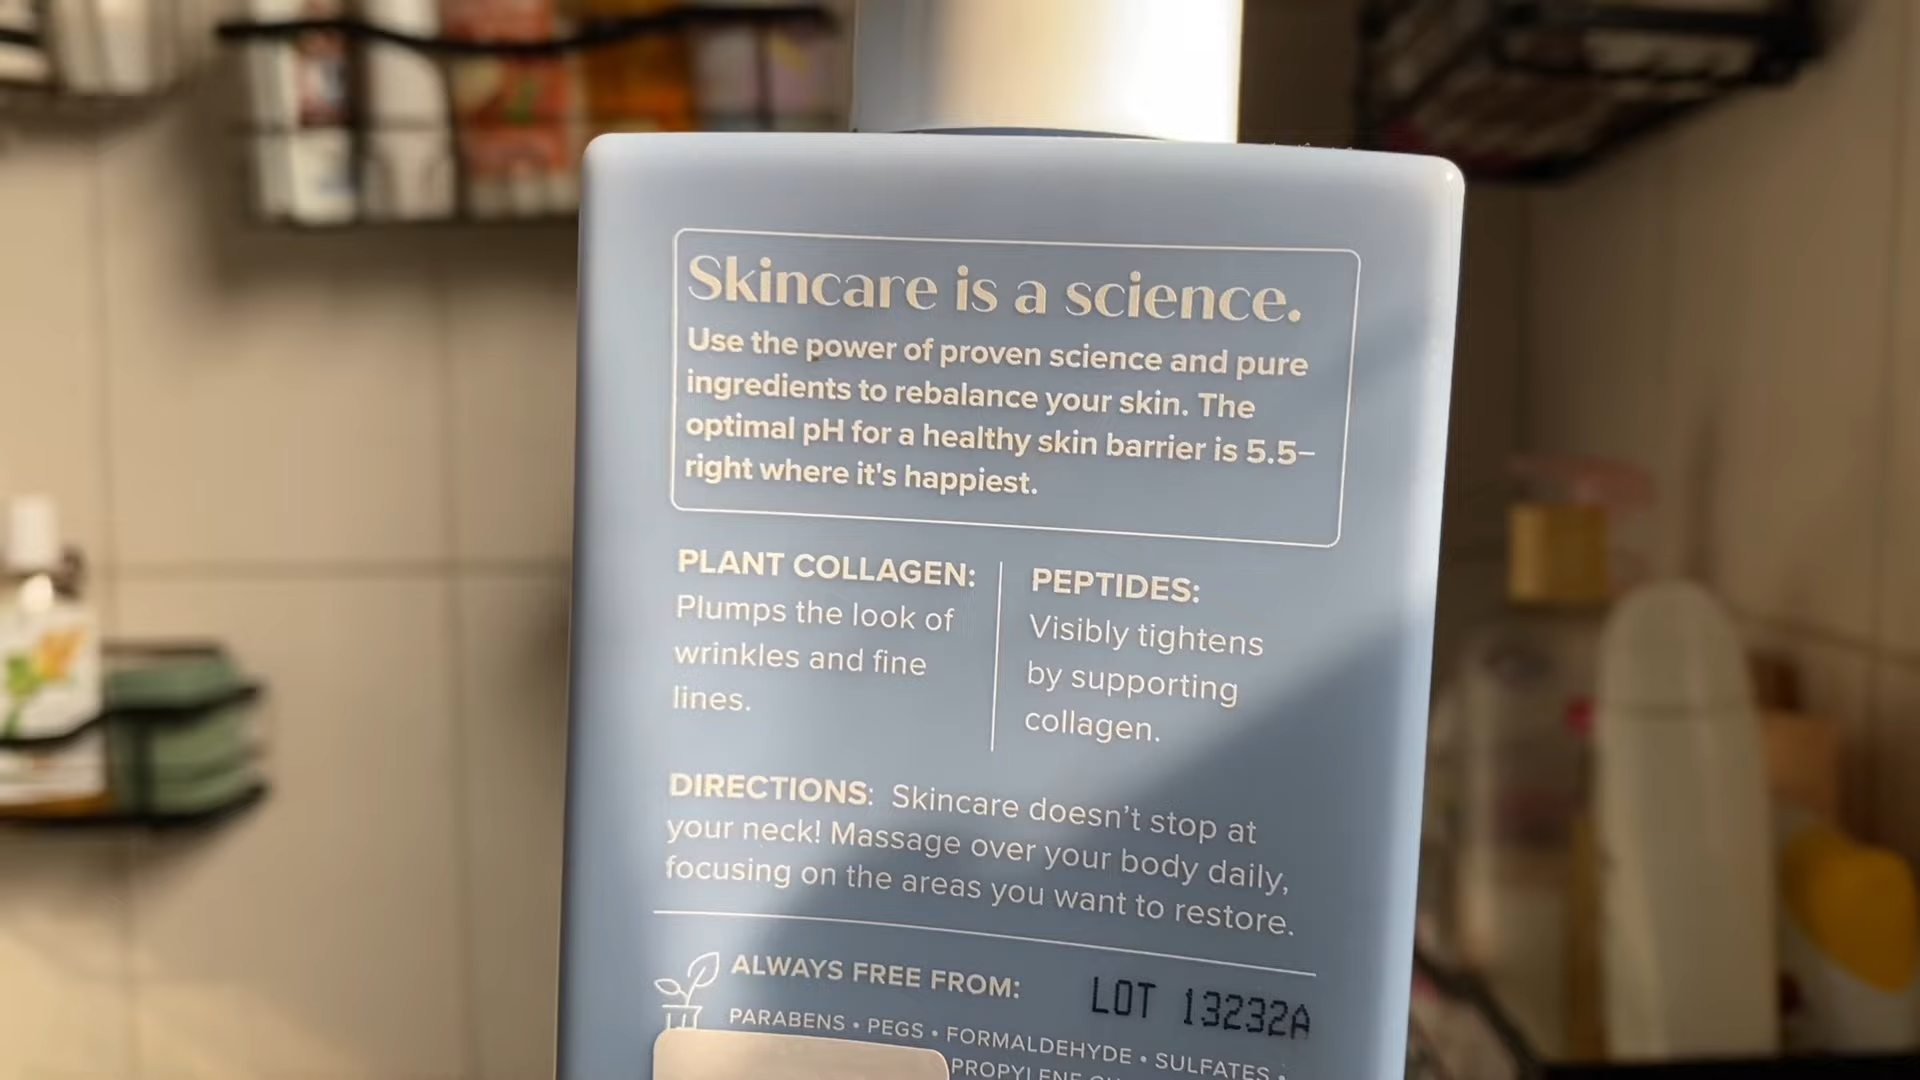 Skincare is a science.
Use the power of proven science and pure
ingredients to rebalance your skin. The
optimal pH for a healthy skin barrier is 5.5–
right where it's happiest.
PLANT COLLAGEN:
Plumps the look of
wrinkles and fine
lines.
PEPTIDES:
Visibly tightens
by supporting
collagen.
DIRECTIONS: Skincare doesn’t stop at
your neck! Massage over your body daily,
focusing on the areas you want to restore.
ALWAYS FREE FROM:
LOT 13232A
PARABENS • PEGS • FORMALDEHYDE • SULFATES •
PROPYLENE